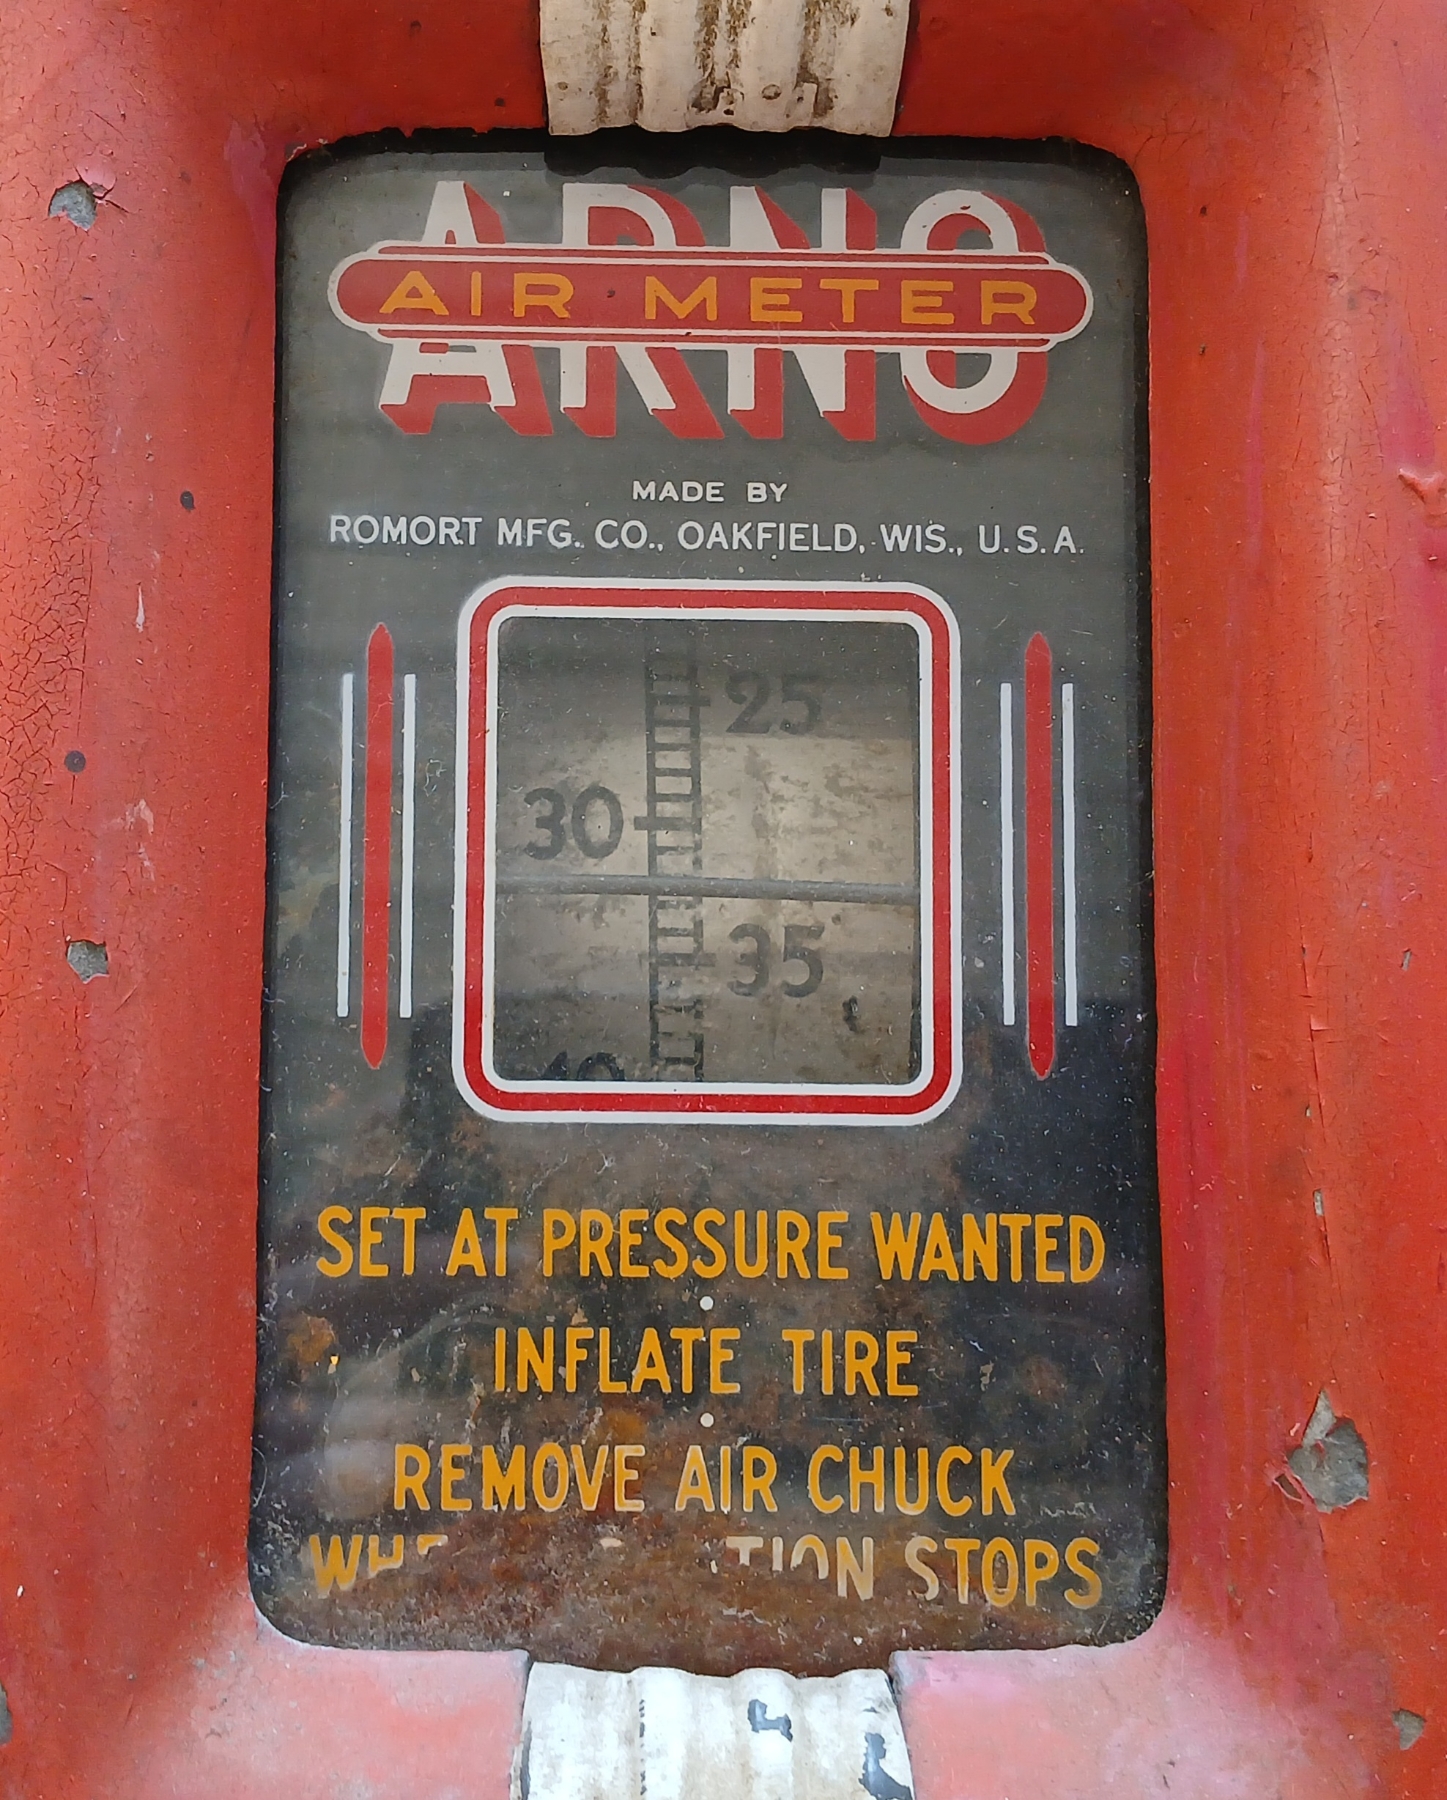 ARNO
AIR METER
MADE BY
ROMORT MFG. CO., OAKFIELD, WIS., U.S.A.
25
30
35
40
SET AT PRESSURE WANTED
INFLATE TIRE
REMOVE AIR CHUCK
STOPS